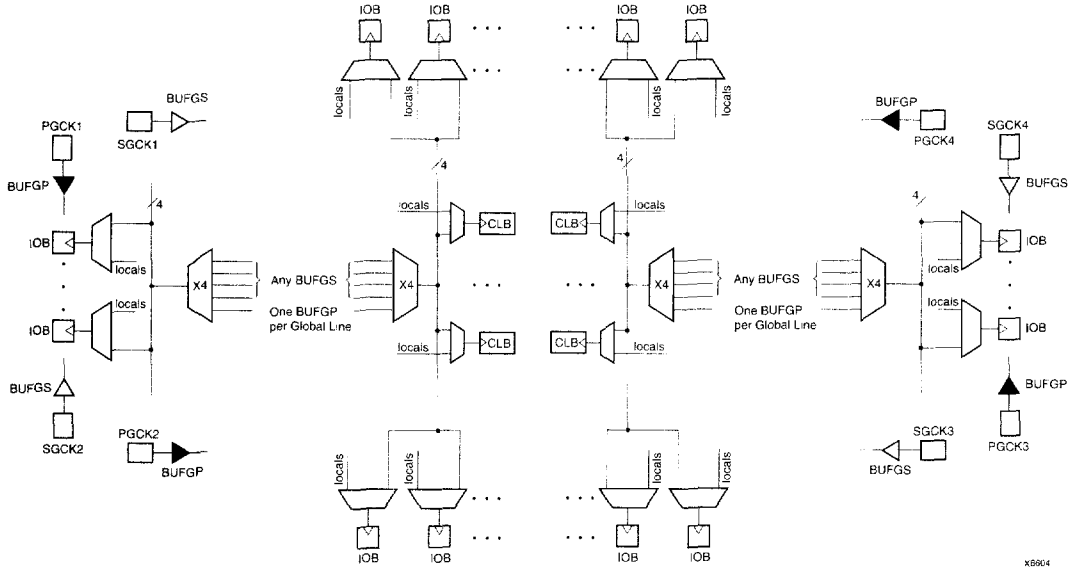 IOB
IOB
IOB
IOB
locals
locals
locals
locals
BUFGS
SGCK1
PGCK1
BUFGP
BUFGP
PGCK4
SGCK4
BUFGS
4
4
4
4
IOB
locals
locals
IOB
X4
Any BUFGS
One BUFGP
per Global Line
X4
locals
CLB
CLB
locals
locals
CLB
CLB
locals
X4
Any BUFGS
One BUFGP
per Global Line
X4
IOB
locals
locals
IOB
BUFGS
SGCK2
PGCK2
BUFGP
SGCK3
BUFGS
BUFGP
PGCK3
locals
locals
locals
locals
IOB
IOB
IOB
IOB
X6604